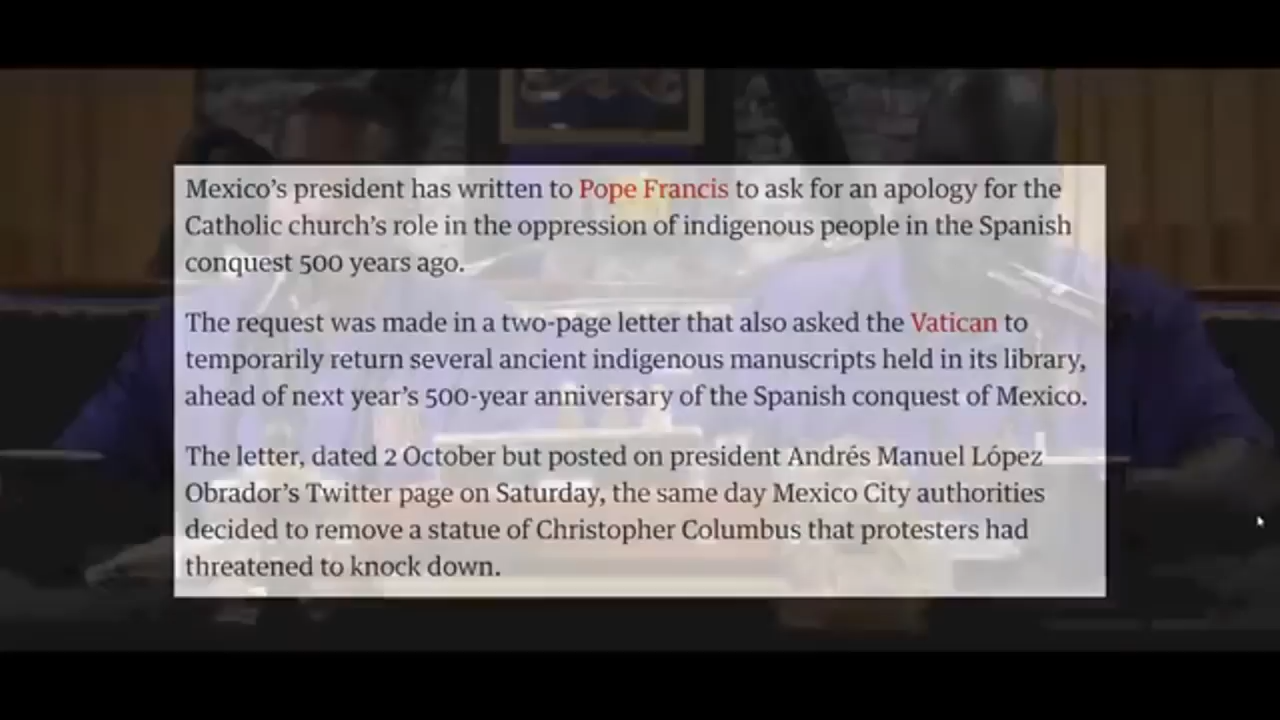 Mexico’s president has written to Pope Francis to ask for an apology for the
Catholic church’s role in the oppression of indigenous people in the Spanish
conquest 500 years ago.
The request was made in a two-page letter that also asked the Vatican to
temporarily return several ancient indigenous manuscripts held in its library,
ahead of next year’s 500-year anniversary of the Spanish conquest of Mexico.
The letter, dated 2 October but posted on president Andrés Manuel López
Obrador’s Twitter page on Saturday, the same day Mexico City authorities
decided to remove a statue of Christopher Columbus that protesters had
threatened to knock down.